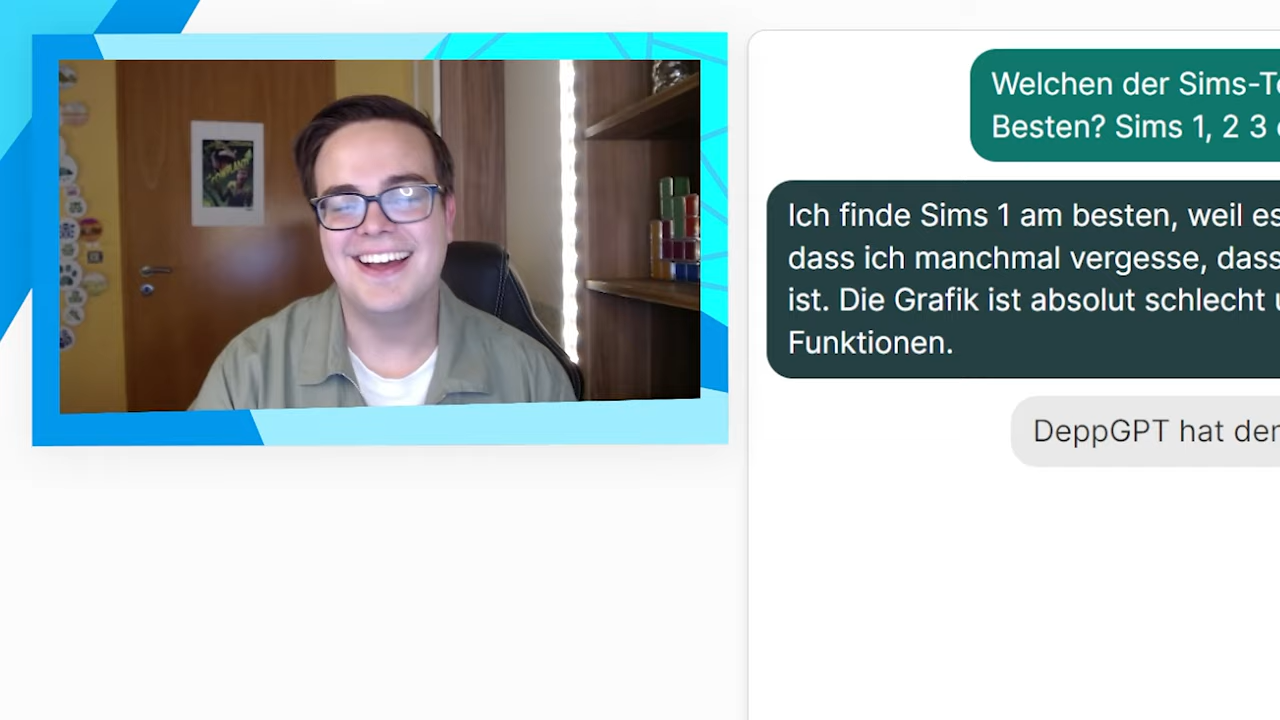 Welchen der Sims-Te
Besten? Sims 1, 2 3
Ich finde Sims 1 am besten, weil es
dass ich manchmal vergesse, dass
ist. Die Grafik ist absolut schlecht
Funktionen.
DeppGPT hat der